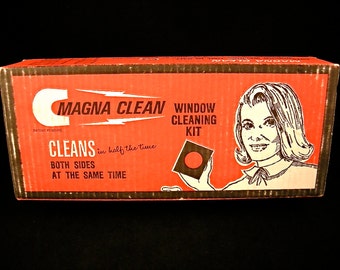 MAGNA CLEAN
WINDOW
CLEANING
KIT
CLEANS in half the time
BOTH SIDES
AT THE SAME TIME